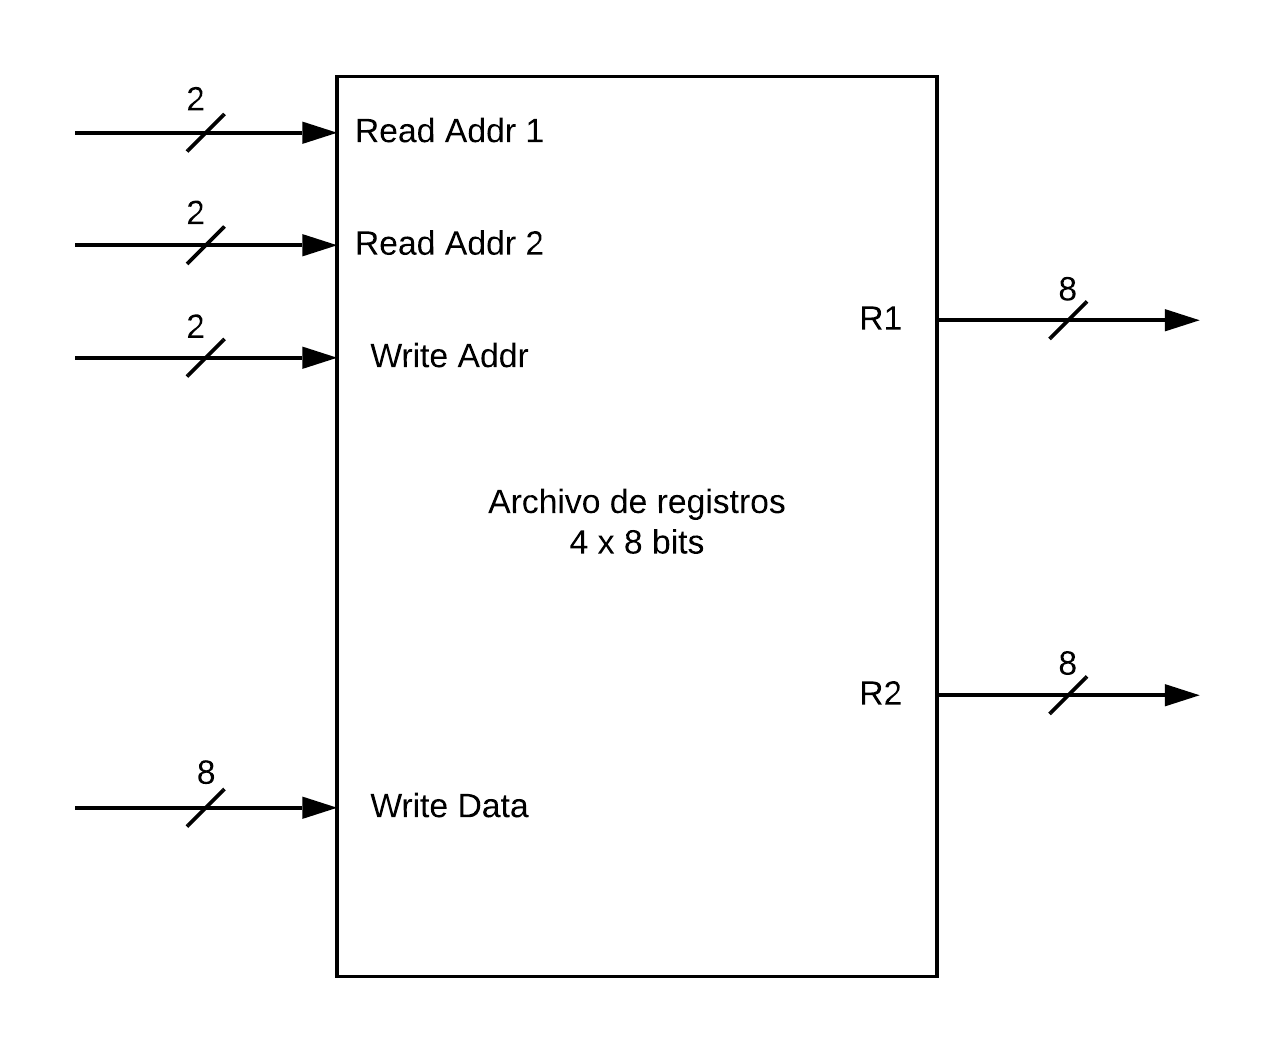 2
Read Addr 1
2
Read Addr 2
2
Write Addr
8
R1
Archivo de registros
4 x 8 bits
8
R2
8
Write Data